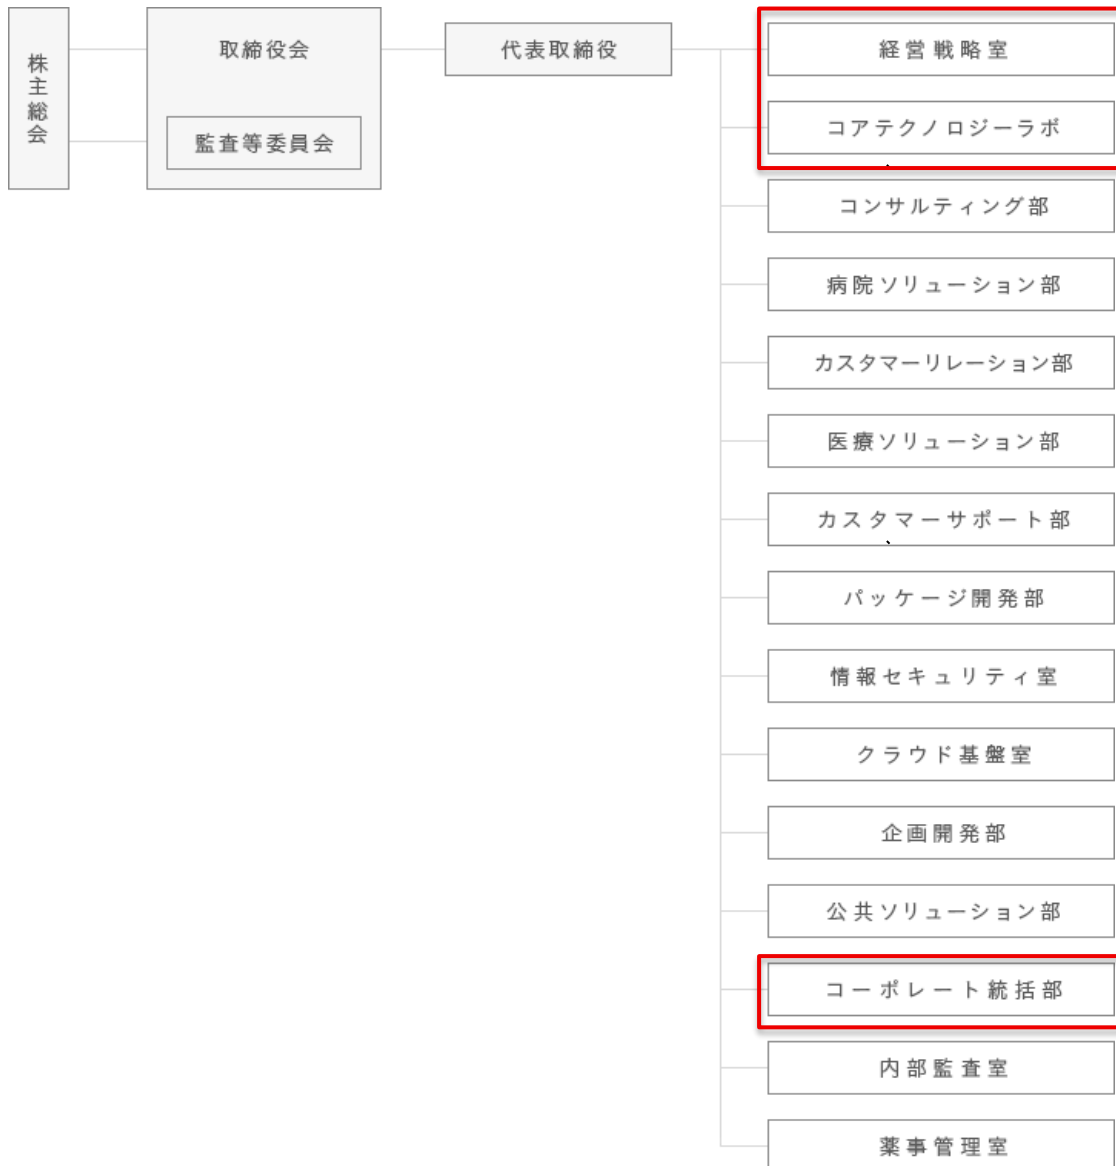 株主総会
取締役会
監査等委員会
代表取締役
経営戦略室
コアテクノロジーラボ
コンサルティング部
病院ソリューション部
カスタマーリレーション部
医療ソリューション部
カスタマーサポート部
パッケージ開発部
情報セキュリティ室
クラウド基盤室
企画開発部
公共ソリューション部
コーポレート統括部
内部監査室
薬事管理室